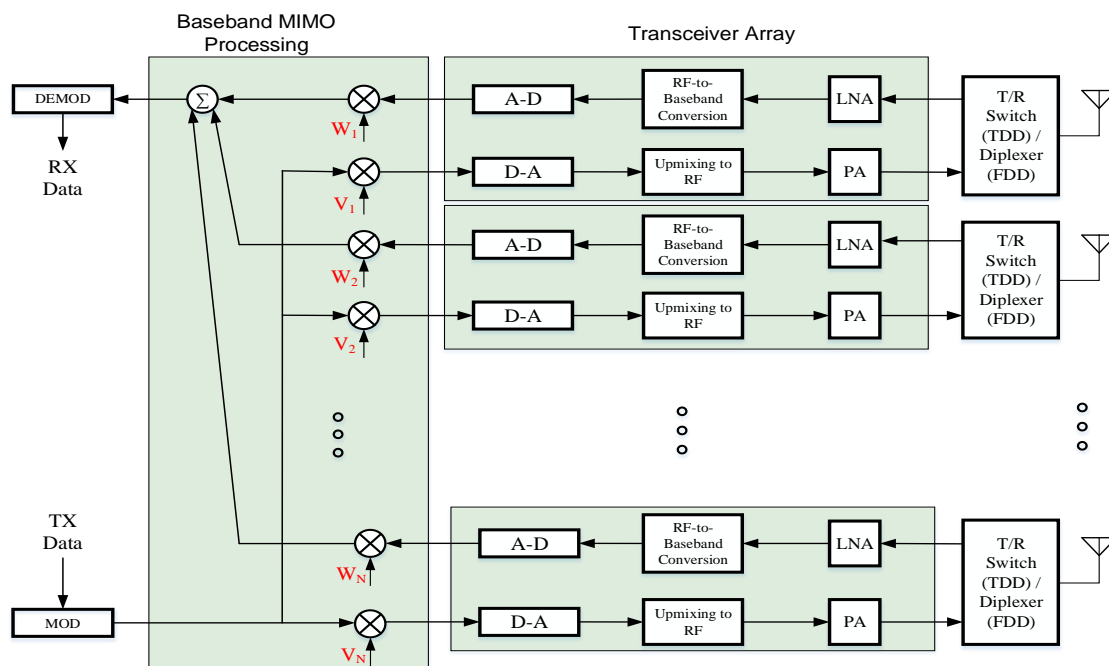 Baseband MIMO
Processing
Transceiver Array
DEMOD
Σ
W1
A-D
RF-to-
Baseband
Conversion
LNA
T/R
Switch
(TDD) /
Diplexer
(FDD)
RX
Data
V1
D-A
Upmixing to
RF
PA
W2
A-D
RF-to-
Baseband
Conversion
LNA
T/R
Switch
(TDD) /
Diplexer
(FDD)
V2
D-A
Upmixing to
RF
PA
TX
Data
WN
A-D
RF-to-
Baseband
Conversion
LNA
T/R
Switch
(TDD) /
Diplexer
(FDD)
MOD
VN
D-A
Upmixing to
RF
PA